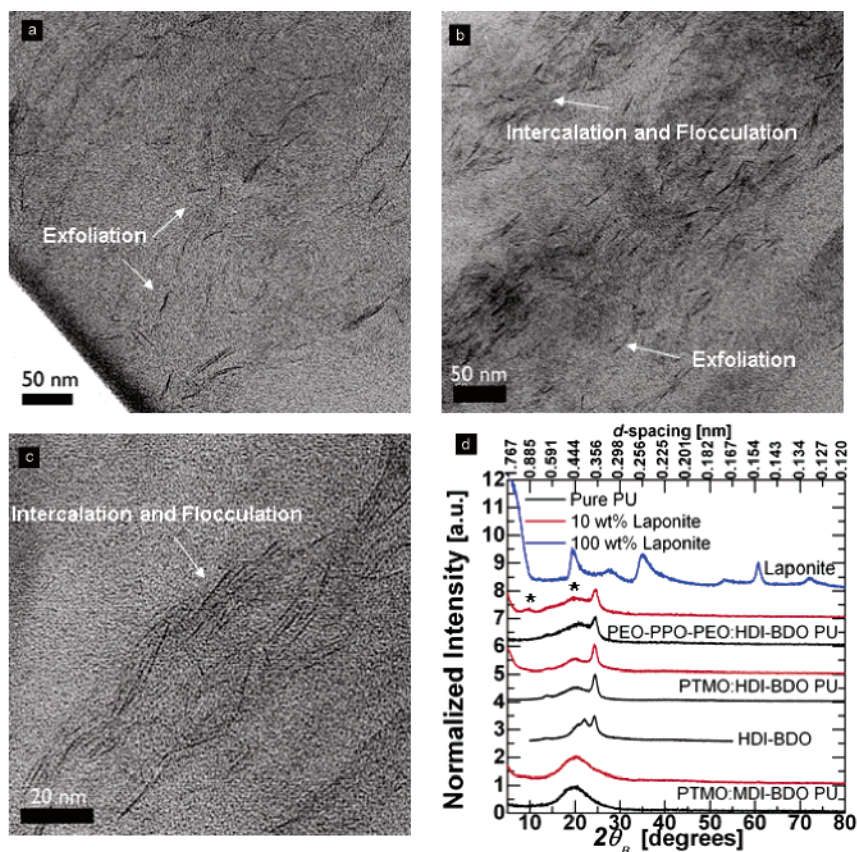 a
Exfoliation
50 nm
b
Intercalation and Flocculation
Exfoliation
50 nm
c
Intercalation and Flocculation
20 nm
d
d-spacing [nm]
1.767 0.885 0.591 0.444 0.356 0.298 0.256 0.225 0.201 0.182 0.167 0.154 0.143 0.134 0.127 0.120
12
11
10
9
8
7
6
5
4
3
2
1
0
Normalized Intensity [a.u.]
Pure PU
10 wt% Laponite
100 wt% Laponite
Laponite
* *
PEO-PPO-PEO:HDI-BDO PU
PTMO:HDI-BDO PU
HDI-BDO
PTMO:MDI-BDO PU
10 20 30 40 50 60 70 80
2θB [degrees]